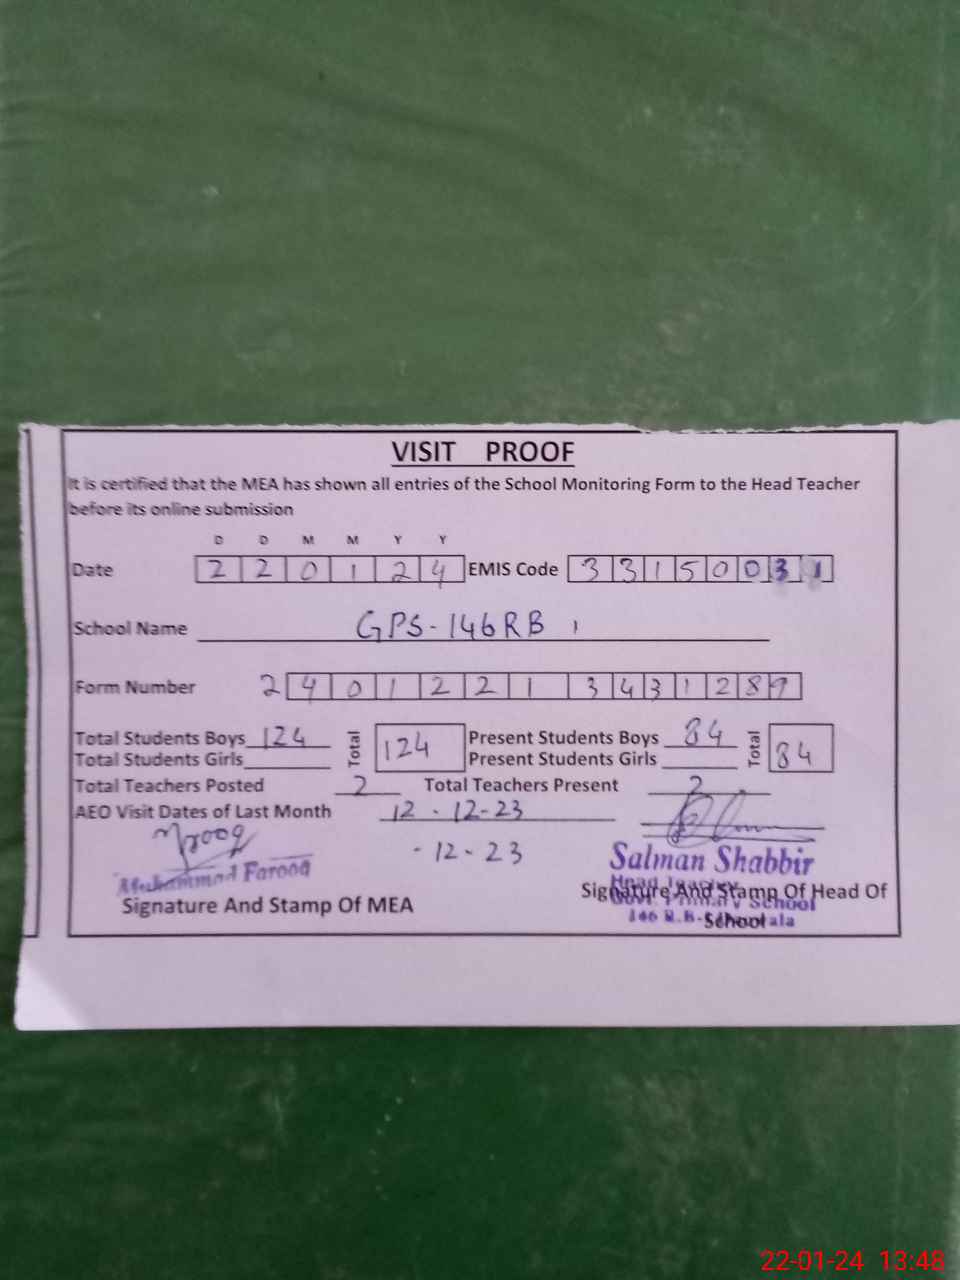 VISIT PROOF
It is certified that the MEA has shown all entries of the School Monitoring Form to the Head Teacher
before its online submission
D D M M Y Y
Date 2 2 0 1 2 4 EMIS Code 3 3 1 5 0 0 3 1
School Name GPS-146RB
Form Number 2 4 0 1 2 2 1 3 4 3 1 2 8 9
Total Students Boys 124 Total 124 Present Students Boys 84 Total 84
Total Students Girls Present Students Girls
Total Teachers Posted 2 Total Teachers Present 2
AEO Visit Dates of Last Month 12-12-23
-12-23
Muhammad Farooq
Signature And Stamp Of MEA
Salman Shabbir
Head Teacher
Govt. Primary School
146 R.B.
Signature And Stamp Of Head Of
School
22-01-24 13:48